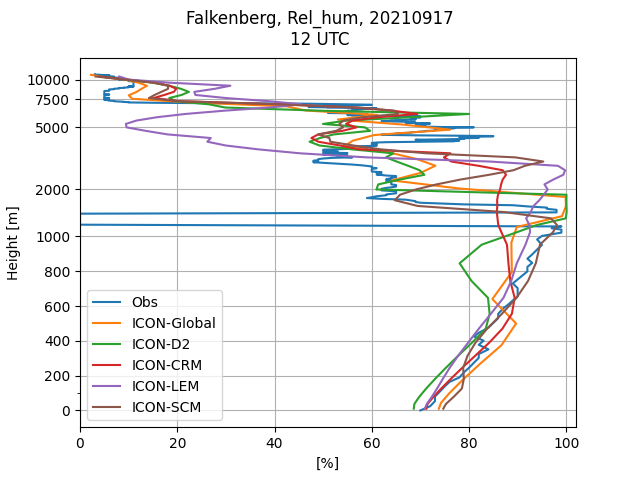 Falkenberg, Rel_hum, 20210917
12 UTC
10000
7500
5000
2000
1000
800
600
400
200
0
Height [m]
Obs
ICON-Global
ICON-D2
ICON-CRM
ICON-LEM
ICON-SCM
0 20 40 60 80 100
[%]